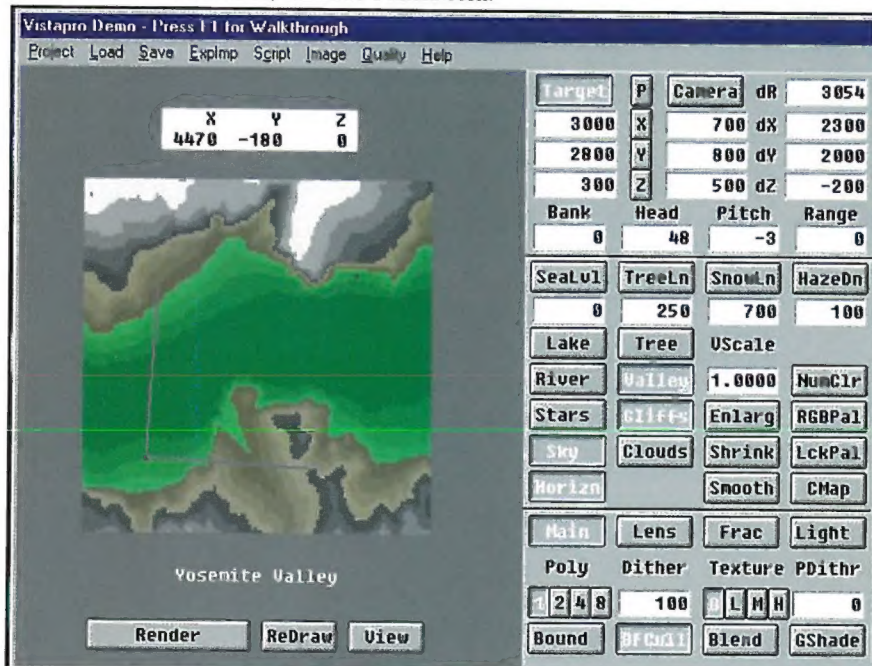 Vistapro Demo - Press F1 for Walkthrough
Project Load Save ExpImp Script Image Quality Help
X Y Z
4470 -180 0
Yosemite Valley
Render ReDraw View
Target P Camera dR 3054
3000 X 700 dX 2300
2800 Y 800 dY 2000
300 Z 500 dZ -200
Bank Head Pitch Range
0 48 -3 0
SeaLvl TreeLn SnowLn HazeDn
0 250 700 100
Lake Tree VScale
River Valley 1.0000 NumClr
Stars Cliffs Enlarg RGBPal
Sky Clouds Shrink LckPal
Horizn Smooth CMap
Main Lens Frac Light
Poly Dither Texture PDithr
1 2 4 8 100 L M H 0
Bound BFCull Blend GShade